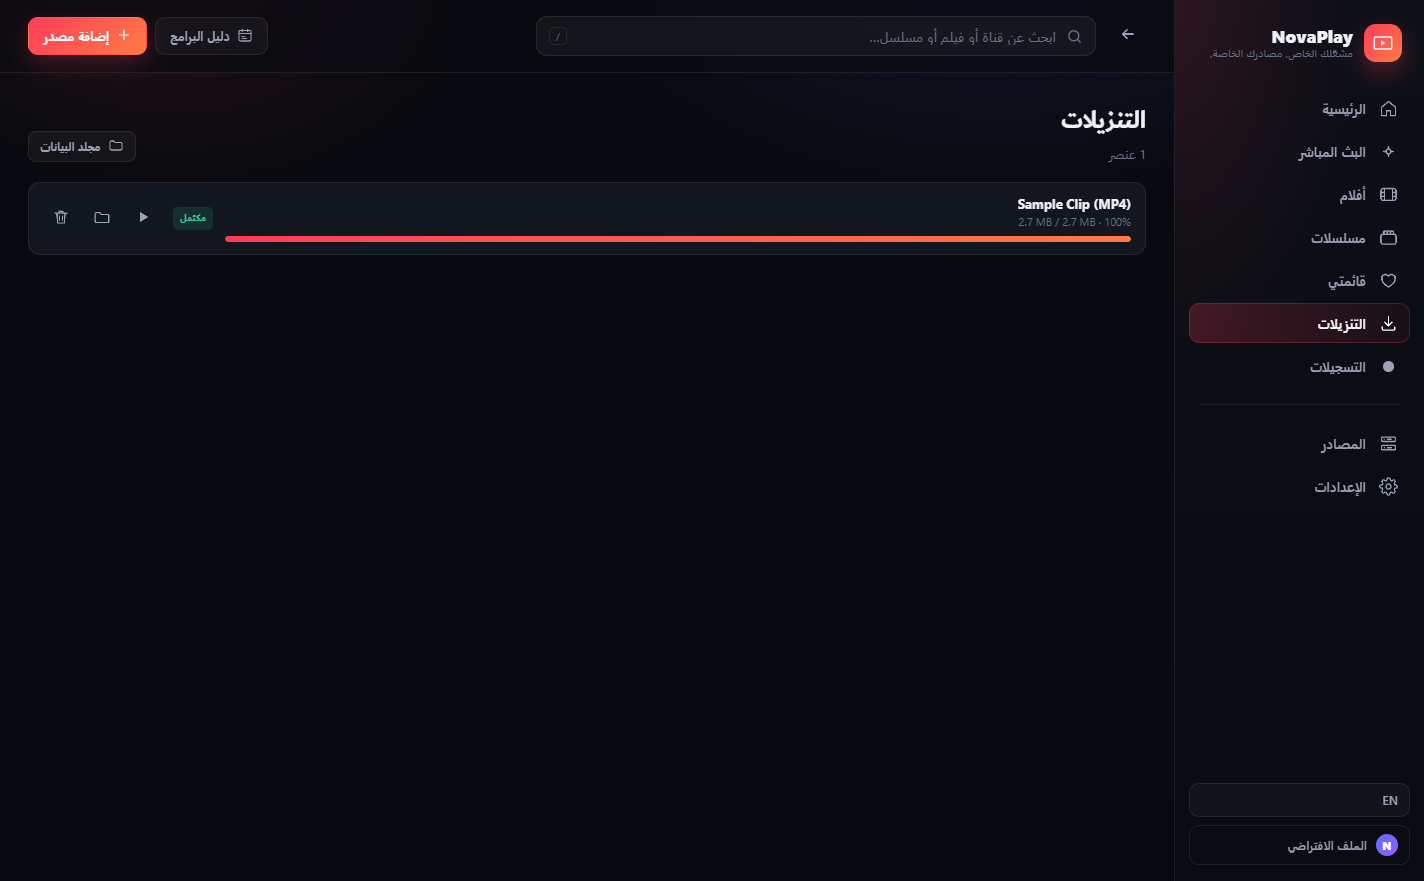 NovaPlay
مشغّلك الخاص. مصادرك الخاصة.
الرئيسية
البث المباشر
أفلام
مسلسلات
قائمتي
التنزيلات
التسجيلات
المصادر
الإعدادات
EN
N
الملف الافتراضي
ابحث عن قناة أو فيلم أو مسلسل...
/
دليل البرامج
إضافة مصدر
التنزيلات
1 عنصر
مجلد البيانات
Sample Clip (MP4)
2.7 MB / 2.7 MB · 100%
مكتمل